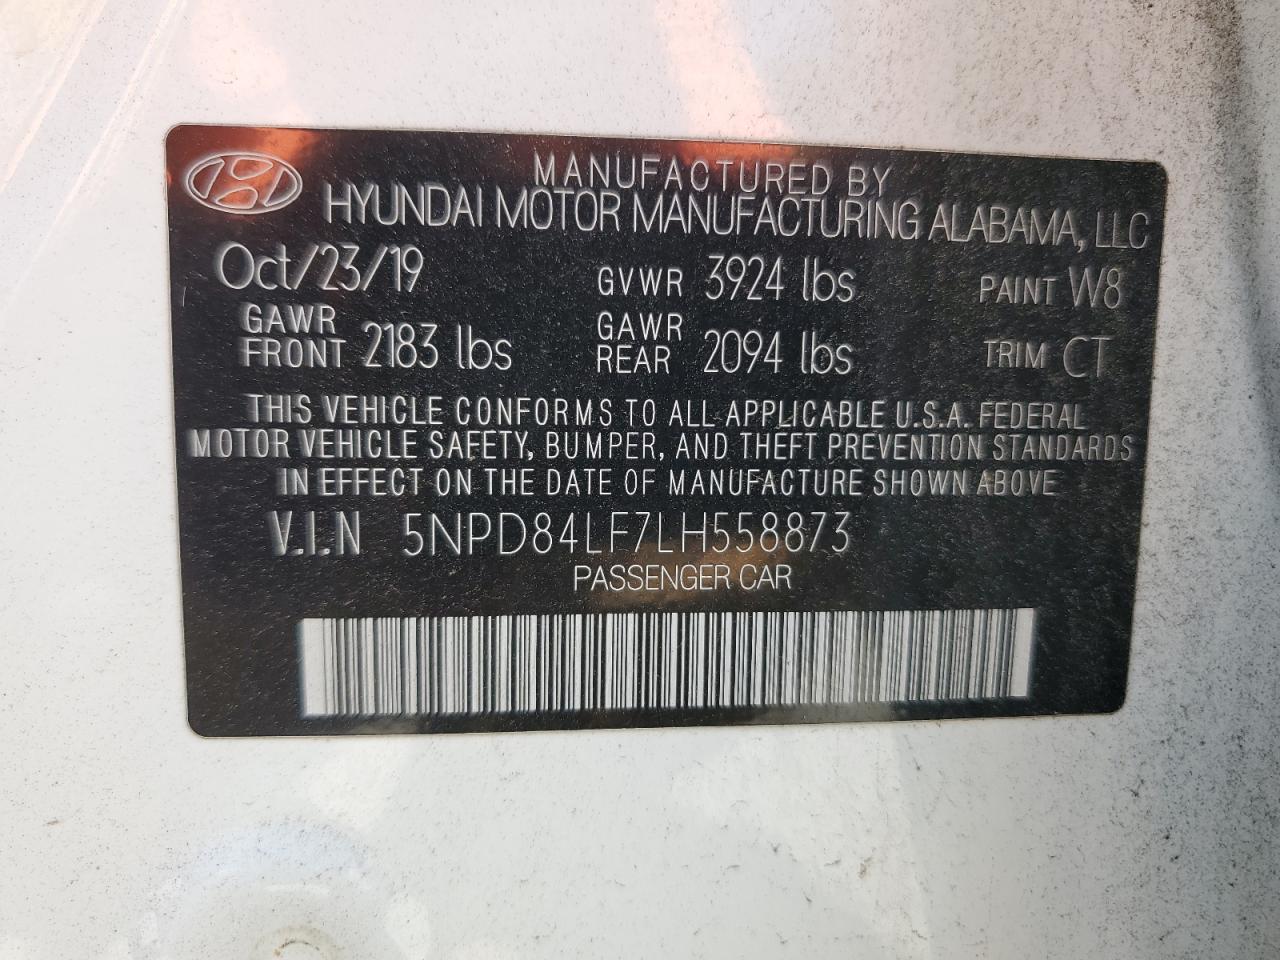 MANUFACTURED BY
HYUNDAI MOTOR MANUFACTURING ALABAMA, LLC
Oct/23/19 GVWR 3924 lbs PAINT W8
GAWR FRONT 2183 lbs GAWR REAR 2094 lbs TRIM CT
THIS VEHICLE CONFORMS TO ALL APPLICABLE U.S.A. FEDERAL
MOTOR VEHICLE SAFETY, BUMPER, AND THEFT PREVENTION STANDARDS
IN EFFECT ON THE DATE OF MANUFACTURE SHOWN ABOVE
V.I.N 5NPD84LF7LH558873
PASSENGER CAR